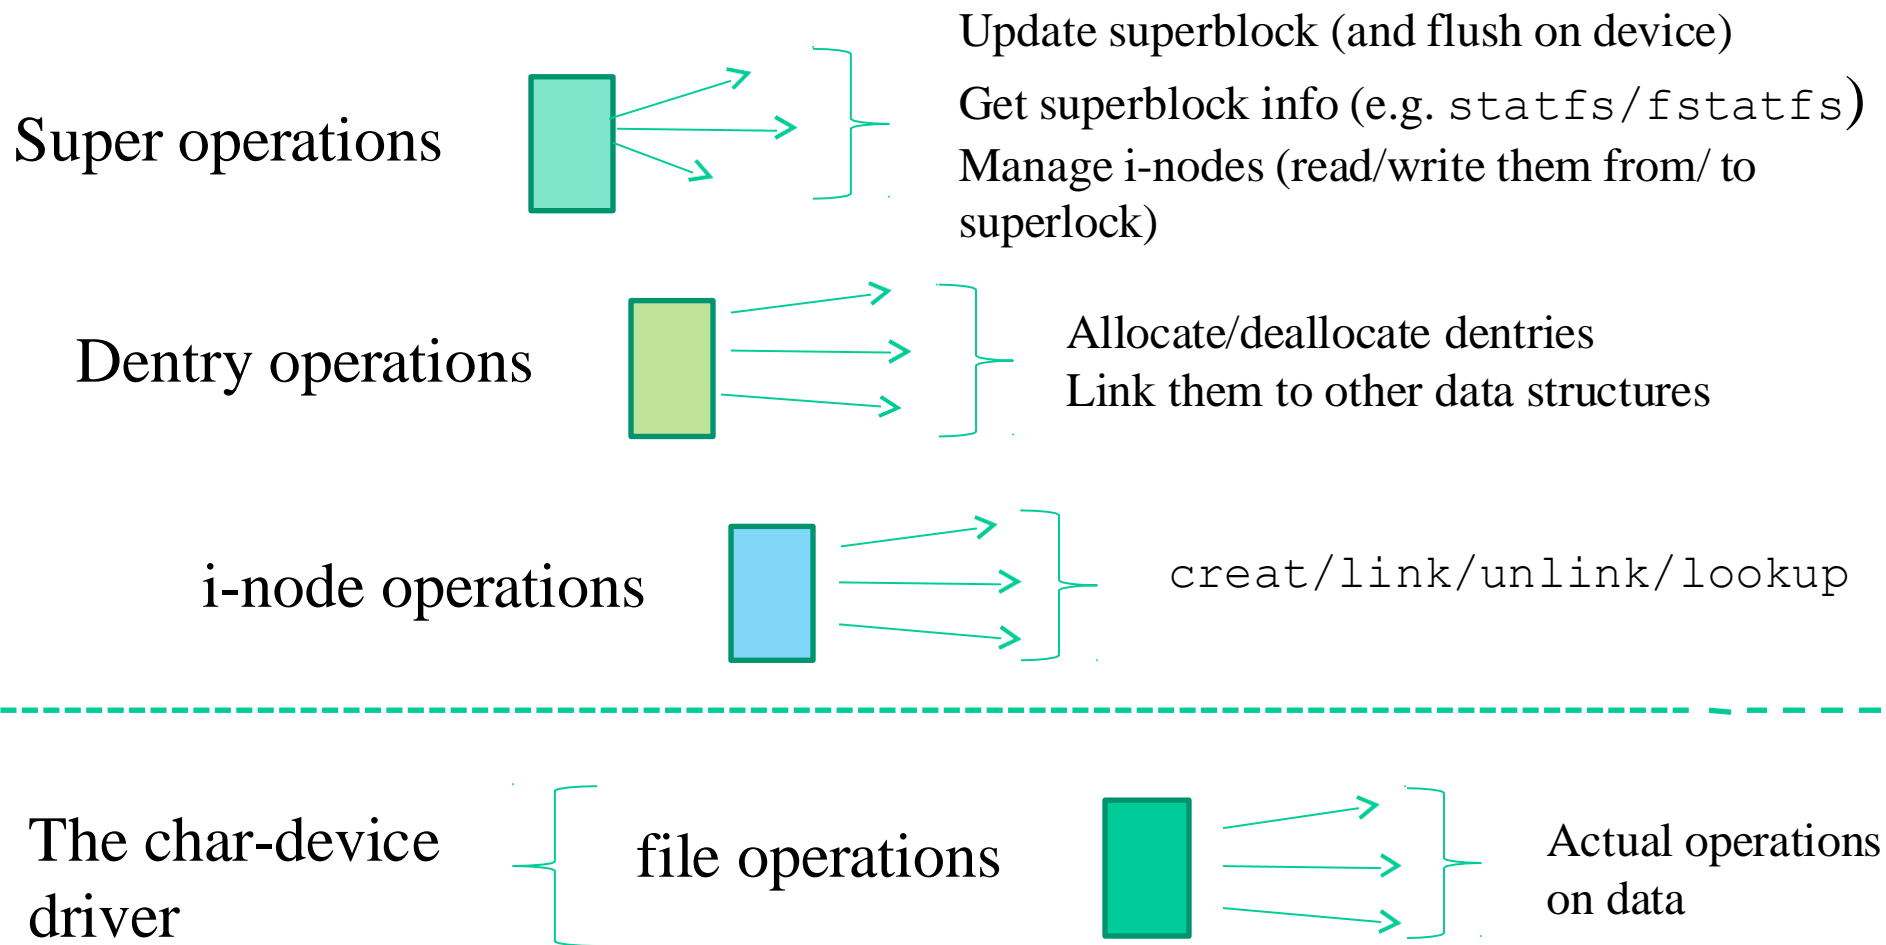 Super operations
Update superblock (and flush on device)
Get superblock info (e.g. statfs/fstatfs)
Manage i-nodes (read/write them from/ to
superlock)
Dentry operations
Allocate/deallocate dentries
Link them to other data structures
i-node operations
creat/link/unlink/lookup
The char-device
driver
file operations
Actual operations
on data